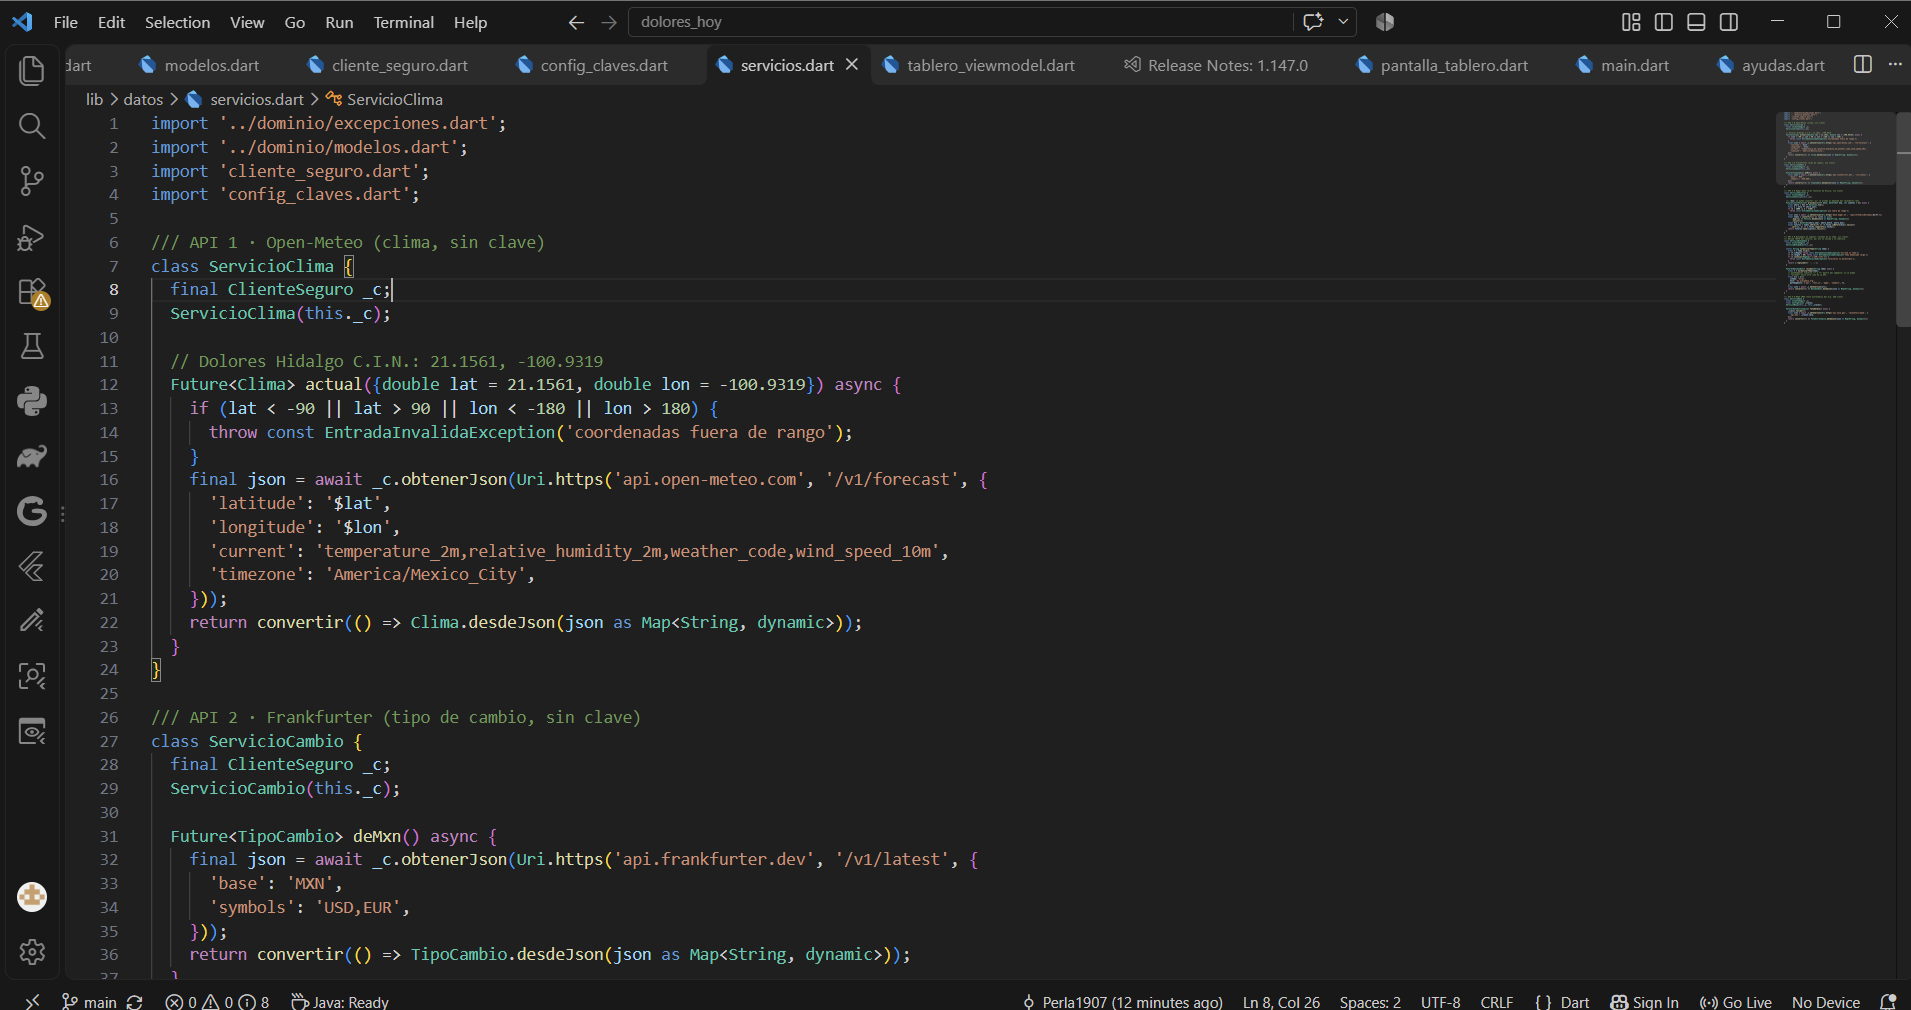 File Edit Selection View Go Run Terminal Help
dolores_hoy
dart modelos.dart cliente_seguro.dart config_claves.dart servicios.dart tablero_viewmodel.dart Release Notes: 1.147.0 pantalla_tablero.dart main.dart ayudas.dart
lib > datos > servicios.dart > ServicioClima
1 import '../dominio/excepciones.dart';
2 import '../dominio/modelos.dart';
3 import 'cliente_seguro.dart';
4 import 'config_claves.dart';
5
6 /// API 1 · Open-Meteo (clima, sin clave)
7 class ServicioClima {
8 final ClienteSeguro _c;
9 ServicioClima(this._c);
10
11 // Dolores Hidalgo C.I.N.: 21.1561, -100.9319
12 Future<Clima> actual({double lat = 21.1561, double lon = -100.9319}) async {
13 if (lat < -90 || lat > 90 || lon < -180 || lon > 180) {
14 throw const EntradaInvalidaException('coordenadas fuera de rango');
15 }
16 final json = await _c.obtenerJson(Uri.https('api.open-meteo.com', '/v1/forecast', {
17 'latitude': '$lat',
18 'longitude': '$lon',
19 'current': 'temperature_2m,relative_humidity_2m,weather_code,wind_speed_10m',
20 'timezone': 'America/Mexico_City',
21 }));
22 return convertir(() => Clima.desdeJson(json as Map<String, dynamic>));
23 }
24 }
25
26 /// API 2 · Frankfurter (tipo de cambio, sin clave)
27 class ServicioCambio {
28 final ClienteSeguro _c;
29 ServicioCambio(this._c);
30
31 Future<TipoCambio> deMxn() async {
32 final json = await _c.obtenerJson(Uri.https('api.frankfurter.dev', '/v1/latest', {
33 'base': 'MXN',
34 'symbols': 'USD,EUR',
35 }));
36 return convertir(() => TipoCambio.desdeJson(json as Map<String, dynamic>));
37 }
main 0 0 8 Java: Ready Perla1907 (12 minutes ago) Ln 8, Col 26 Spaces: 2 UTF-8 CRLF { } Dart Sign In Go Live No Device